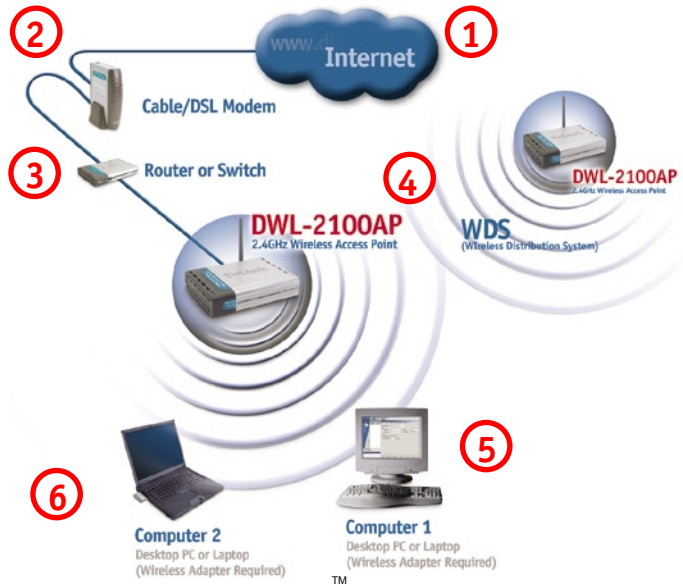 1
www.d
Internet
2
Cable/DSL Modem
3
Router or Switch
4
DWL-2100AP
2.4GHz Wireless Access Point
WDS
(Wireless Distribution System)
DWL-2100AP
2.4GHz Wireless Access Point
D-Link
5
Computer 1
Desktop PC or Laptop
(Wireless Adapter Required)
6
Computer 2
Desktop PC or Laptop
(Wireless Adapter Required)
TM